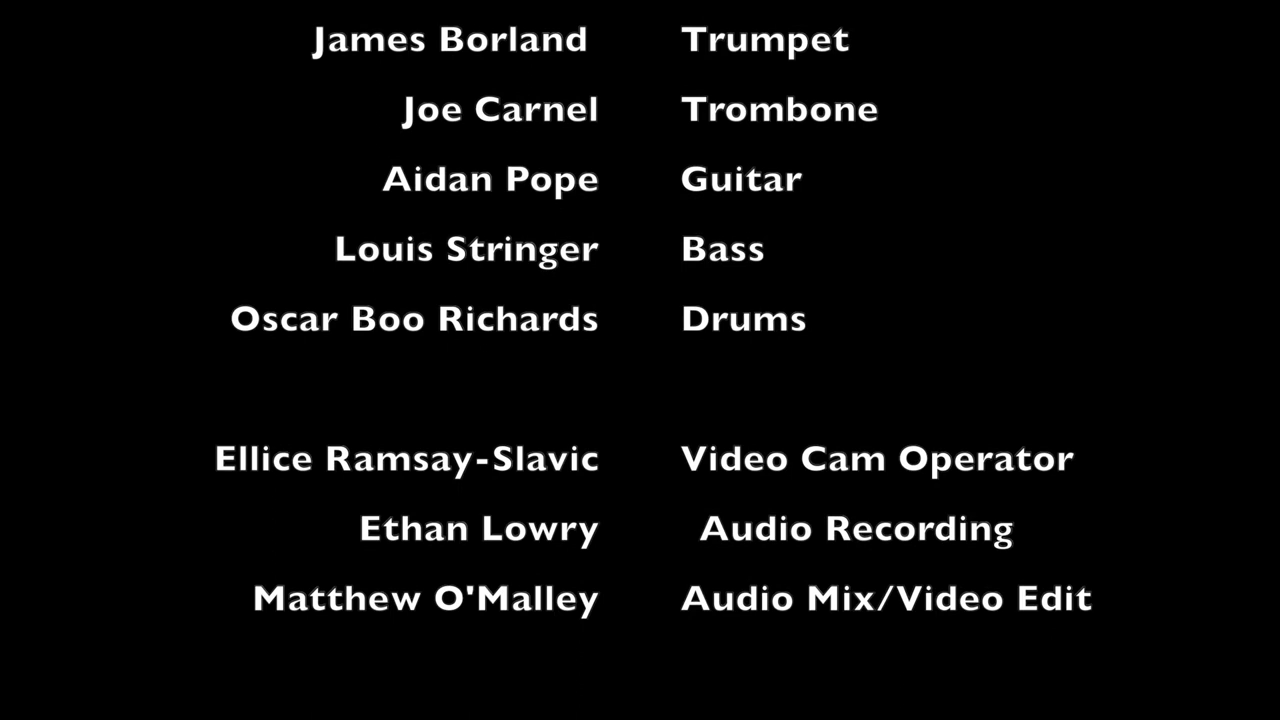 James Borland Trumpet
Joe Carnel Trombone
Aidan Pope Guitar
Louis Stringer Bass
Oscar Boo Richards Drums
Ellice Ramsay-Slavic Video Cam Operator
Ethan Lowry Audio Recording
Matthew O'Malley Audio Mix/Video Edit